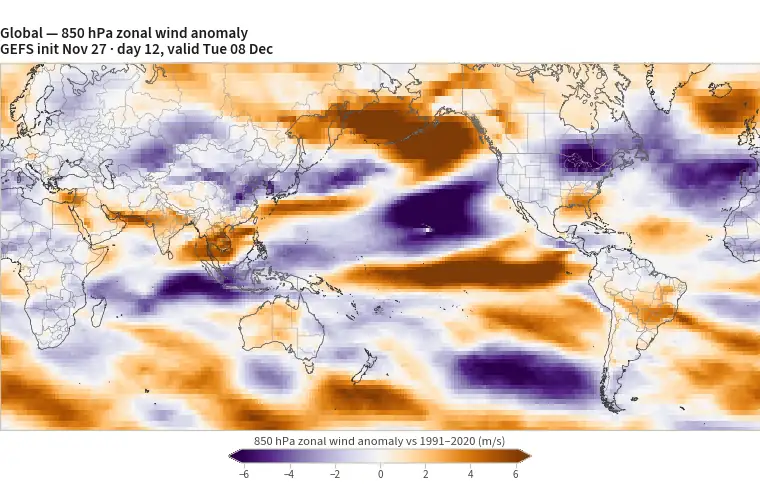 Global — 850 hPa zonal wind anomaly
GEFS init Nov 27 · day 12, valid Tue 08 Dec
850 hPa zonal wind anomaly vs 1991–2020 (m/s)
−6 −4 −2 0 2 4 6